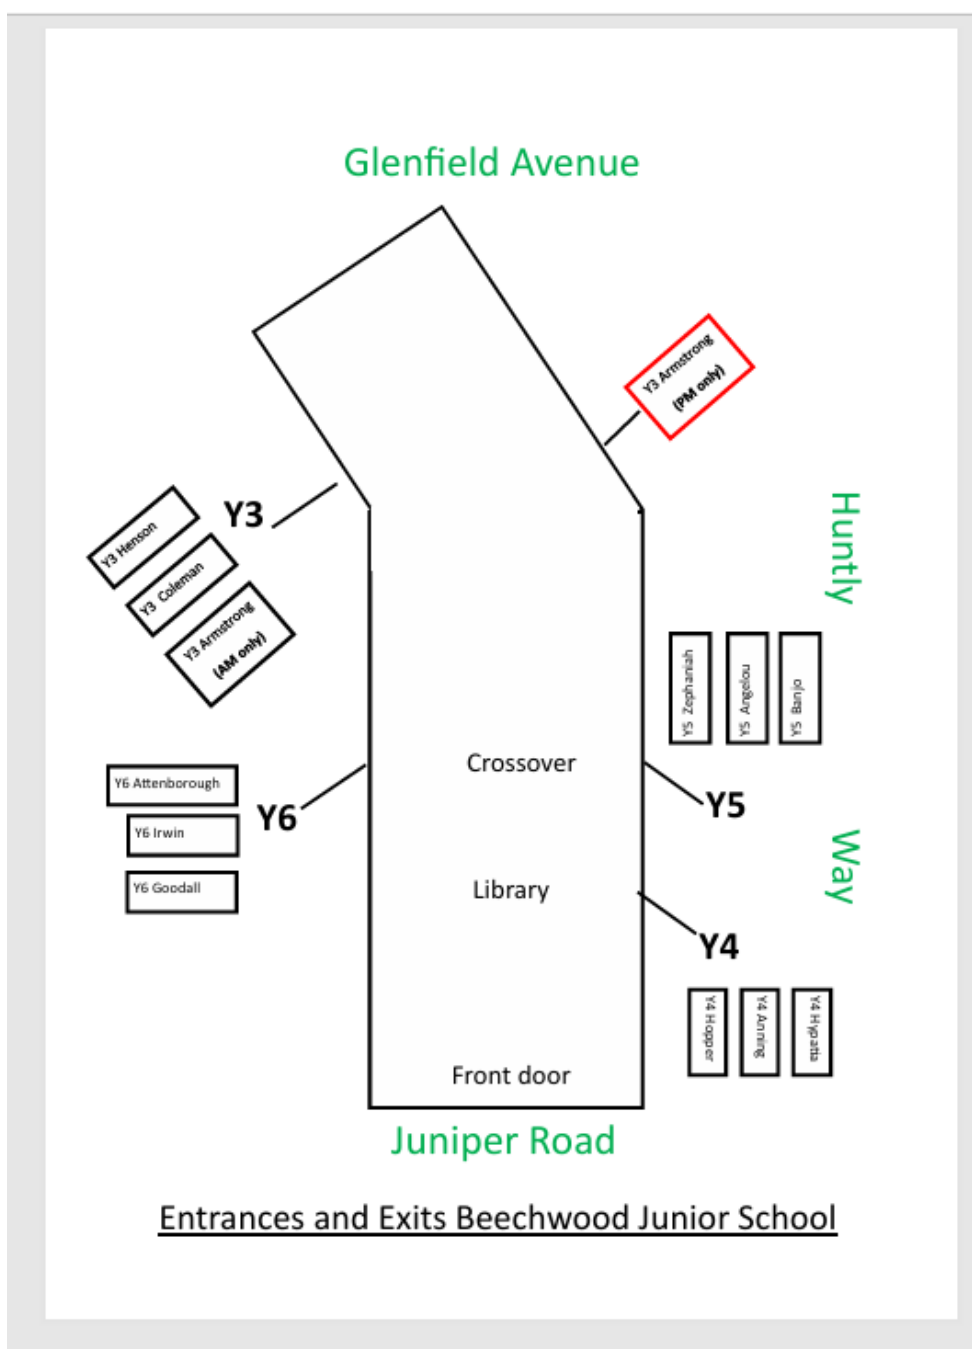 Glenfield Avenue
Y3 Armstrong
(PM only)
Huntly
Y3
Y3 Henson
Y3 Coleman
Y3 Armstrong
(AM only)
Y5 Zephaniah
Y5 Angelou
Y5 Banjo
Crossover
Y6 Attenborough
Y6
Y5
Y6 Irwin
Way
Y6 Goodall
Library
Y4
Y4 Hopper
Y4 Anning
Y4 Hypatia
Front door
Juniper Road
Entrances and Exits Beechwood Junior School